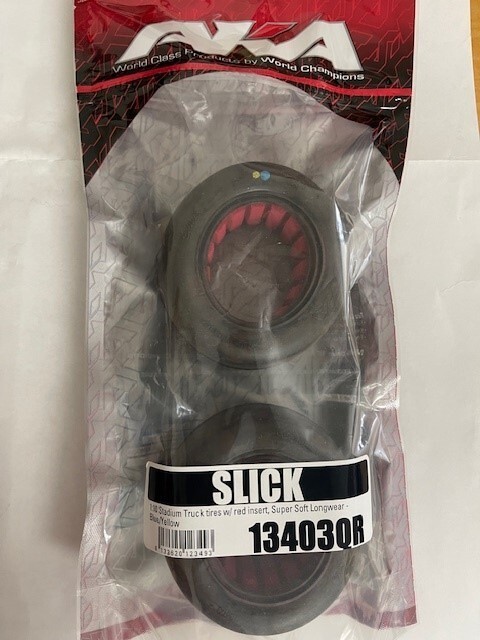 AKA
World Class Products by World Champions
SLICK
1:10 Stadium Truck tires w/ red insert, Super Soft Longwear -
Blue/Yellow
13403QR